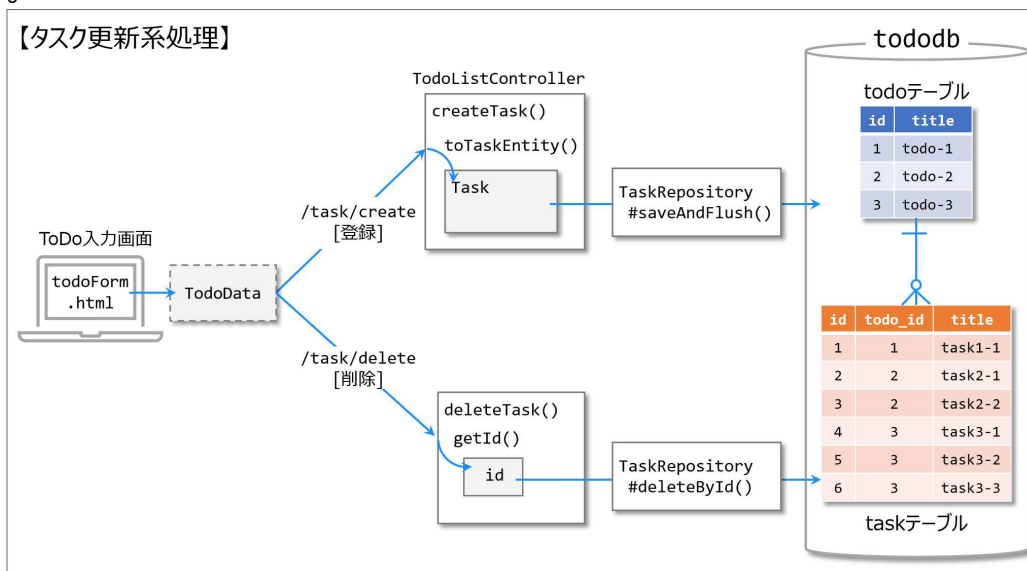 【タスク更新系処理】
tododb
TodoListController
todoテーブル
createTask()
id title
toTaskEntity()
1 todo-1
2 todo-2
3 todo-3
Task
TaskRepository
#saveAndFlush()
/task/create
[登録]
ToDo入力画面
todoForm
.html
TodoData
/task/delete
[削除]
id todo_id title
1 1 task1-1
2 2 task2-1
3 2 task2-2
4 3 task3-1
5 3 task3-2
6 3 task3-3
deleteTask()
getId()
id
TaskRepository
#deleteById()
taskテーブル